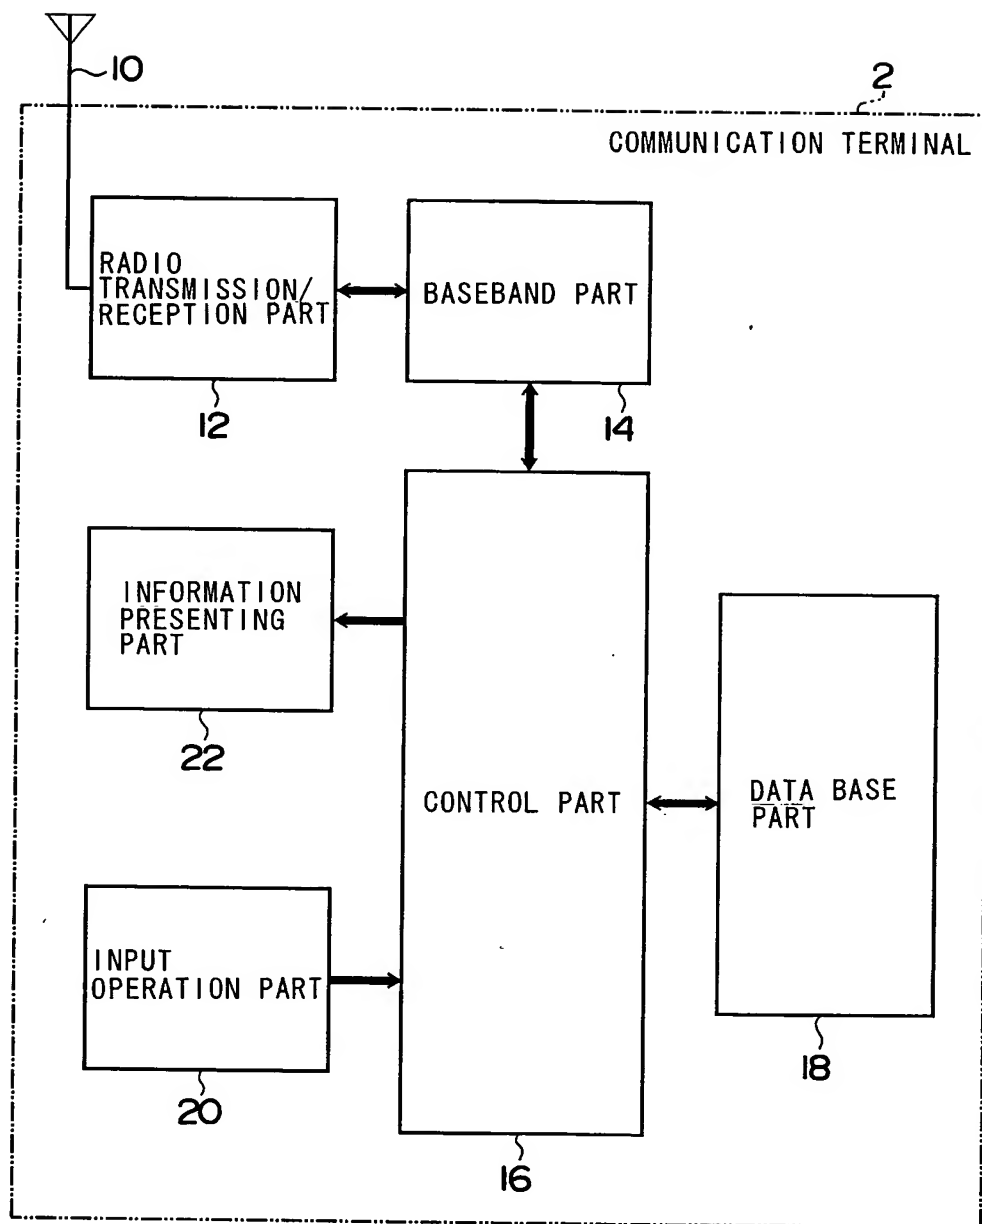 10
2
COMMUNICATION TERMINAL
RADIO
TRANSMISSION/
RECEPTION PART
BASEBAND PART
12
14
INFORMATION
PRESENTING
PART
22
CONTROL PART
DATA BASE
PART
INPUT
OPERATION PART
18
20
16